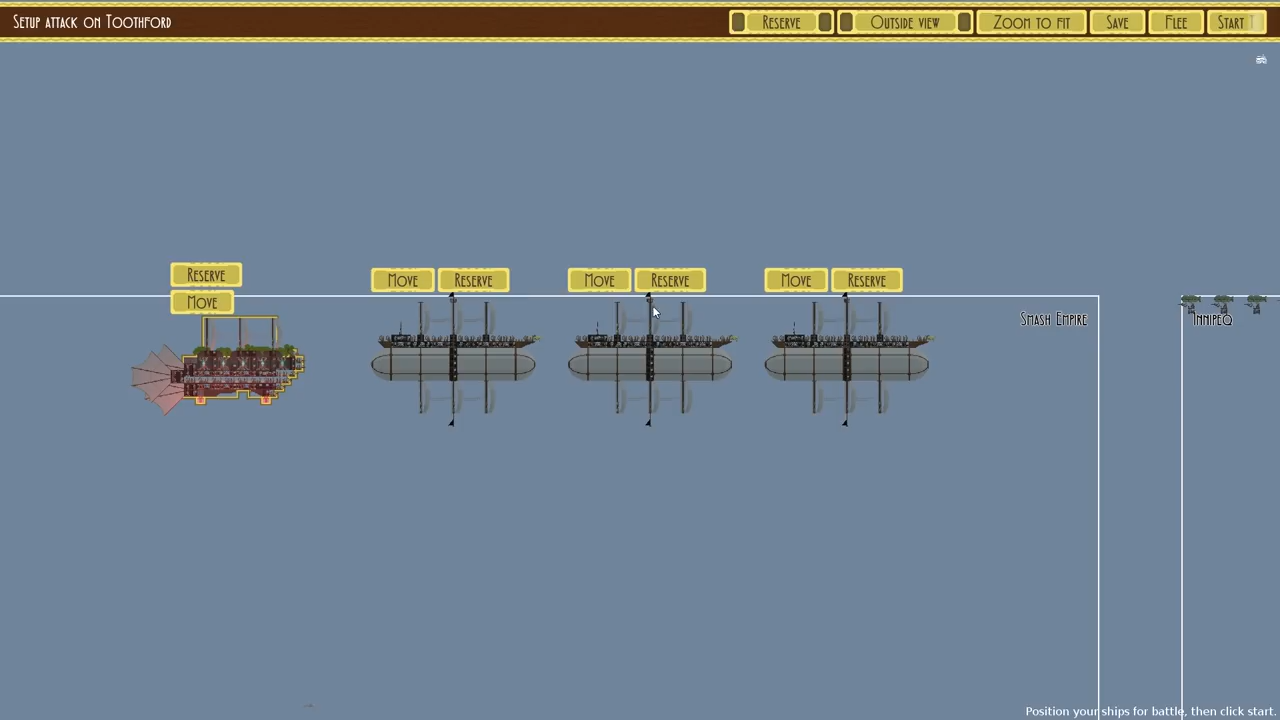 Setup attack on Toothford
Reserve
Outside view
Zoom to fit
Save
Flee
Start
Reserve
Move
Move
Reserve
Move
Reserve
Move
Reserve
Smash Empire
Innipeq
Position your ships for battle, then click start.